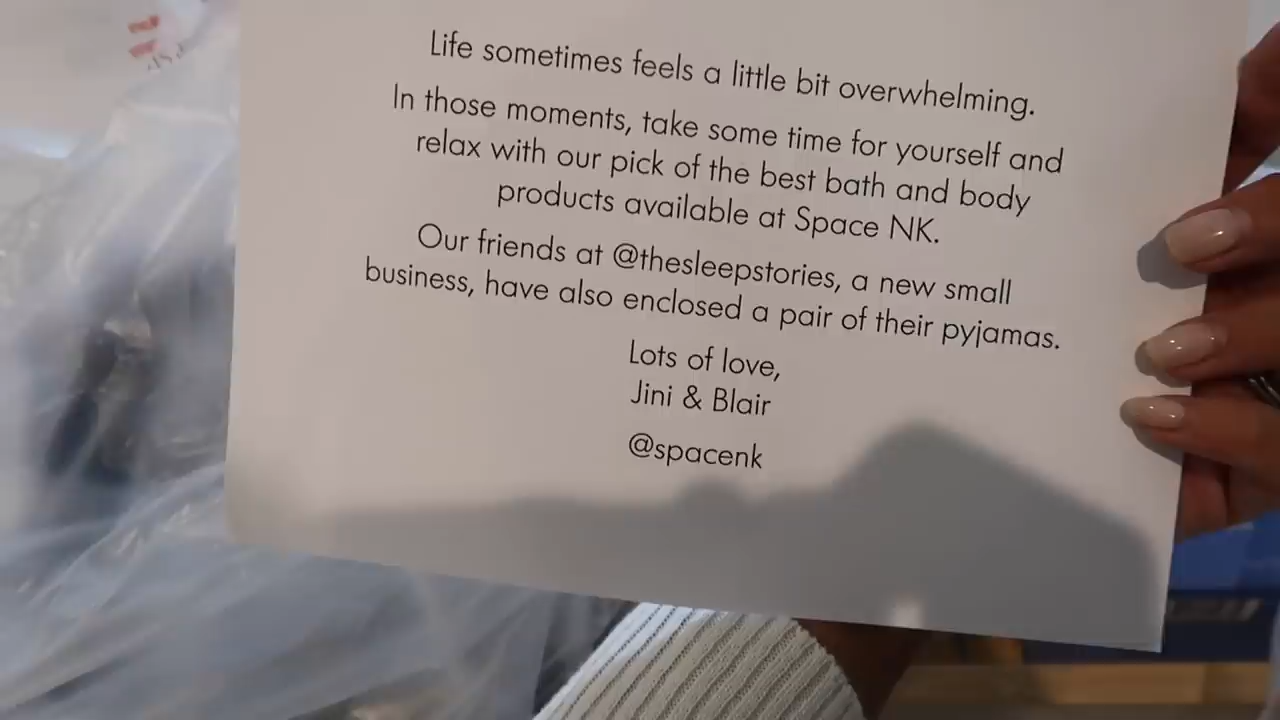 Life sometimes feels a little bit overwhelming.
In those moments, take some time for yourself and
relax with our pick of the best bath and body
products available at Space NK.
Our friends at @thesleepstories, a new small
business, have also enclosed a pair of their pyjamas.
Lots of love,
Jini & Blair
@spacenk